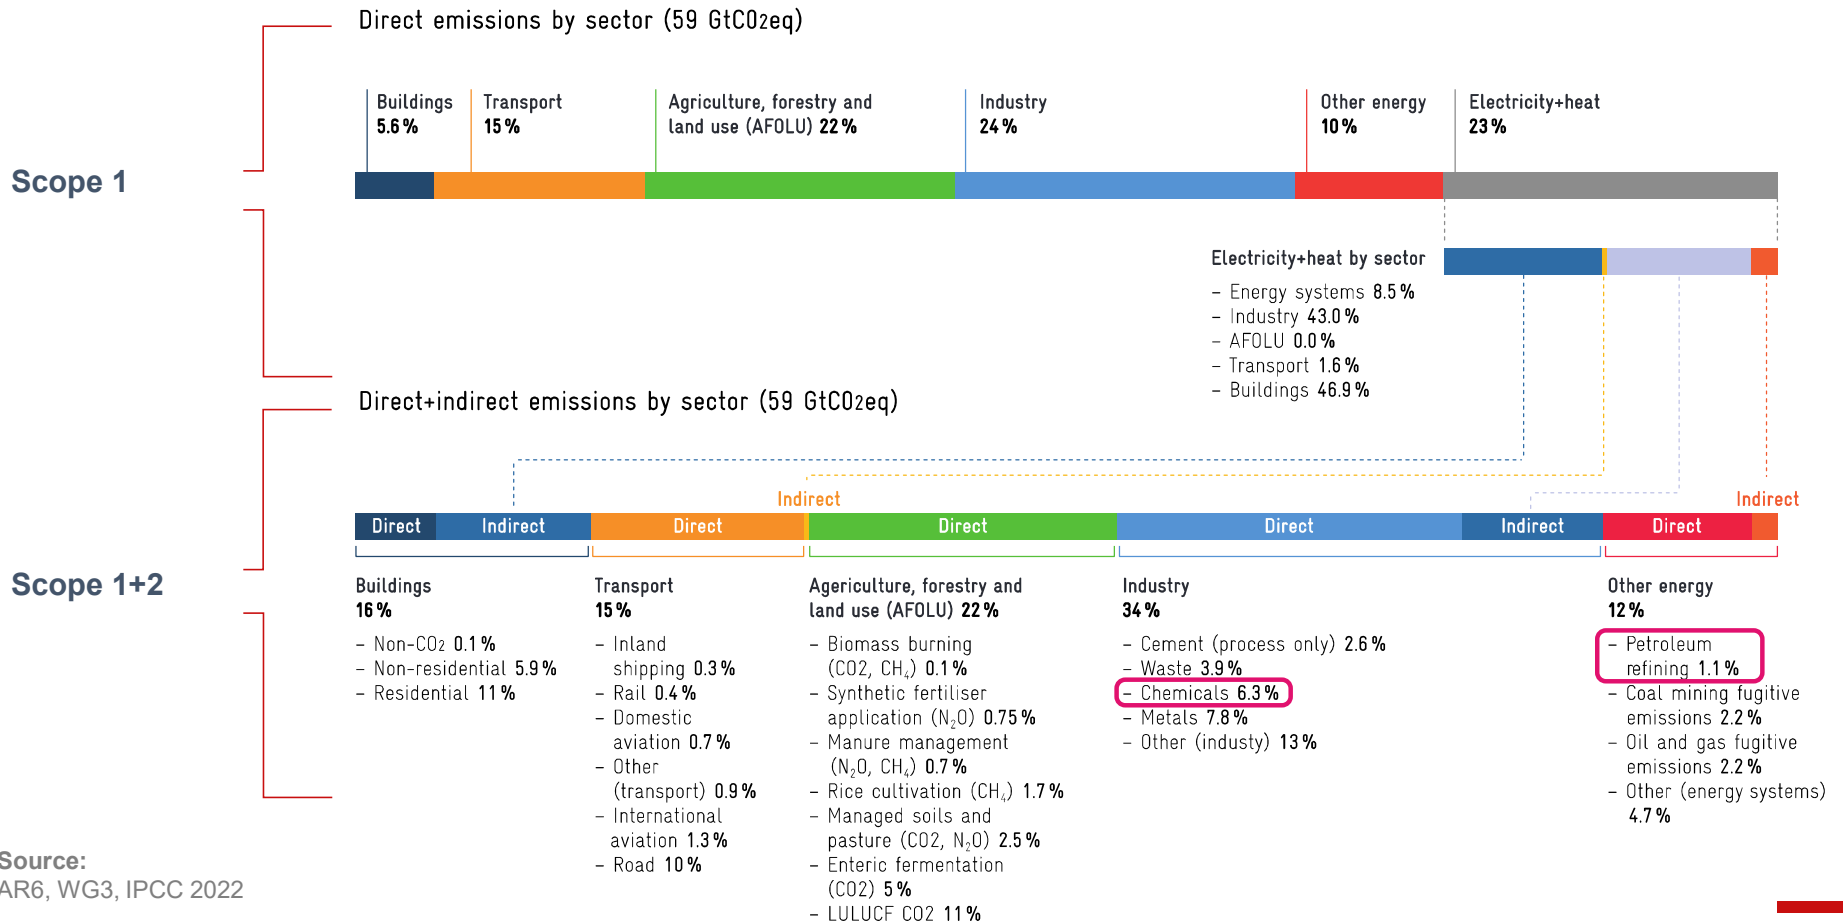 Direct emissions by sector (59 GtCO2eq)
Buildings
5.6%
Transport
15%
Agriculture, forestry and
land use (AFOLU) 22%
Industry
24%
Other energy
10%
Electricity+heat
23%
Scope 1
Electricity+heat by sector
– Energy systems 8.5%
– Industry 43.0%
– AFOLU 0.0%
– Transport 1.6%
– Buildings 46.9%
Direct+indirect emissions by sector (59 GtCO2eq)
Indirect
Indirect
Direct
Indirect
Direct
Direct
Direct
Indirect
Direct
Scope 1+2
Buildings
16%
– Non-CO2 0.1%
– Non-residential 5.9%
– Residential 11%
Transport
15%
– Inland
shipping 0.3%
– Rail 0.4%
– Domestic
aviation 0.7%
– Other
(transport) 0.9%
– International
aviation 1.3%
– Road 10%
Agericulture, forestry and
land use (AFOLU) 22%
– Biomass burning
(CO2, CH₄) 0.1%
– Synthetic fertiliser
application (N₂O) 0.75%
– Manure management
(N₂O, CH₄) 0.7%
– Rice cultivation (CH₄) 1.7%
– Managed soils and
pasture (CO2, N₂O) 2.5%
– Enteric fermentation
(CO2) 5%
– LULUCF CO2 11%
Industry
34%
– Cement (process only) 2.6%
– Waste 3.9%
– Chemicals 6.3%
– Metals 7.8%
– Other (industy) 13%
Other energy
12%
– Petroleum
refining 1.1%
– Coal mining fugitive
emissions 2.2%
– Oil and gas fugitive
emissions 2.2%
– Other (energy systems)
4.7%
Source:
AR6, WG3, IPCC 2022